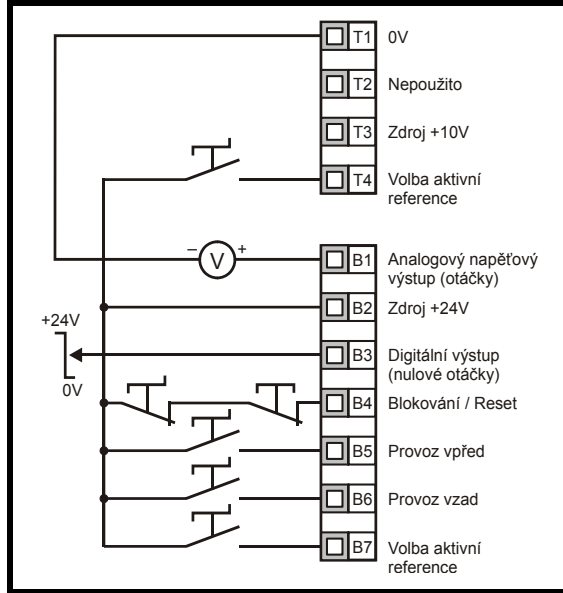 T1 0V
T2 Nepoužito
T3 Zdroj +10V
T4 Volba aktivní
reference
– V +
B1 Analogový napěťový
výstup (otáčky)
B2 Zdroj +24V
+24V
0V
B3 Digitální výstup
(nulové otáčky)
B4 Blokování / Reset
B5 Provoz vpřed
B6 Provoz vzad
B7 Volba aktivní
reference